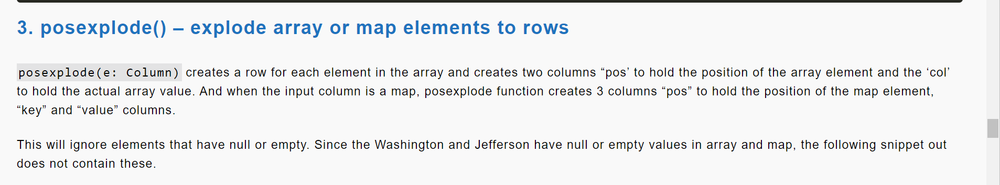 3. posexplode() – explode array or map elements to rows
posexplode(e: Column) creates a row for each element in the array and creates two columns “pos’ to hold the position of the array element and the ‘col’
to hold the actual array value. And when the input column is a map, posexplode function creates 3 columns “pos” to hold the position of the map element,
“key” and “value” columns.
This will ignore elements that have null or empty. Since the Washington and Jefferson have null or empty values in array and map, the following snippet out
does not contain these.